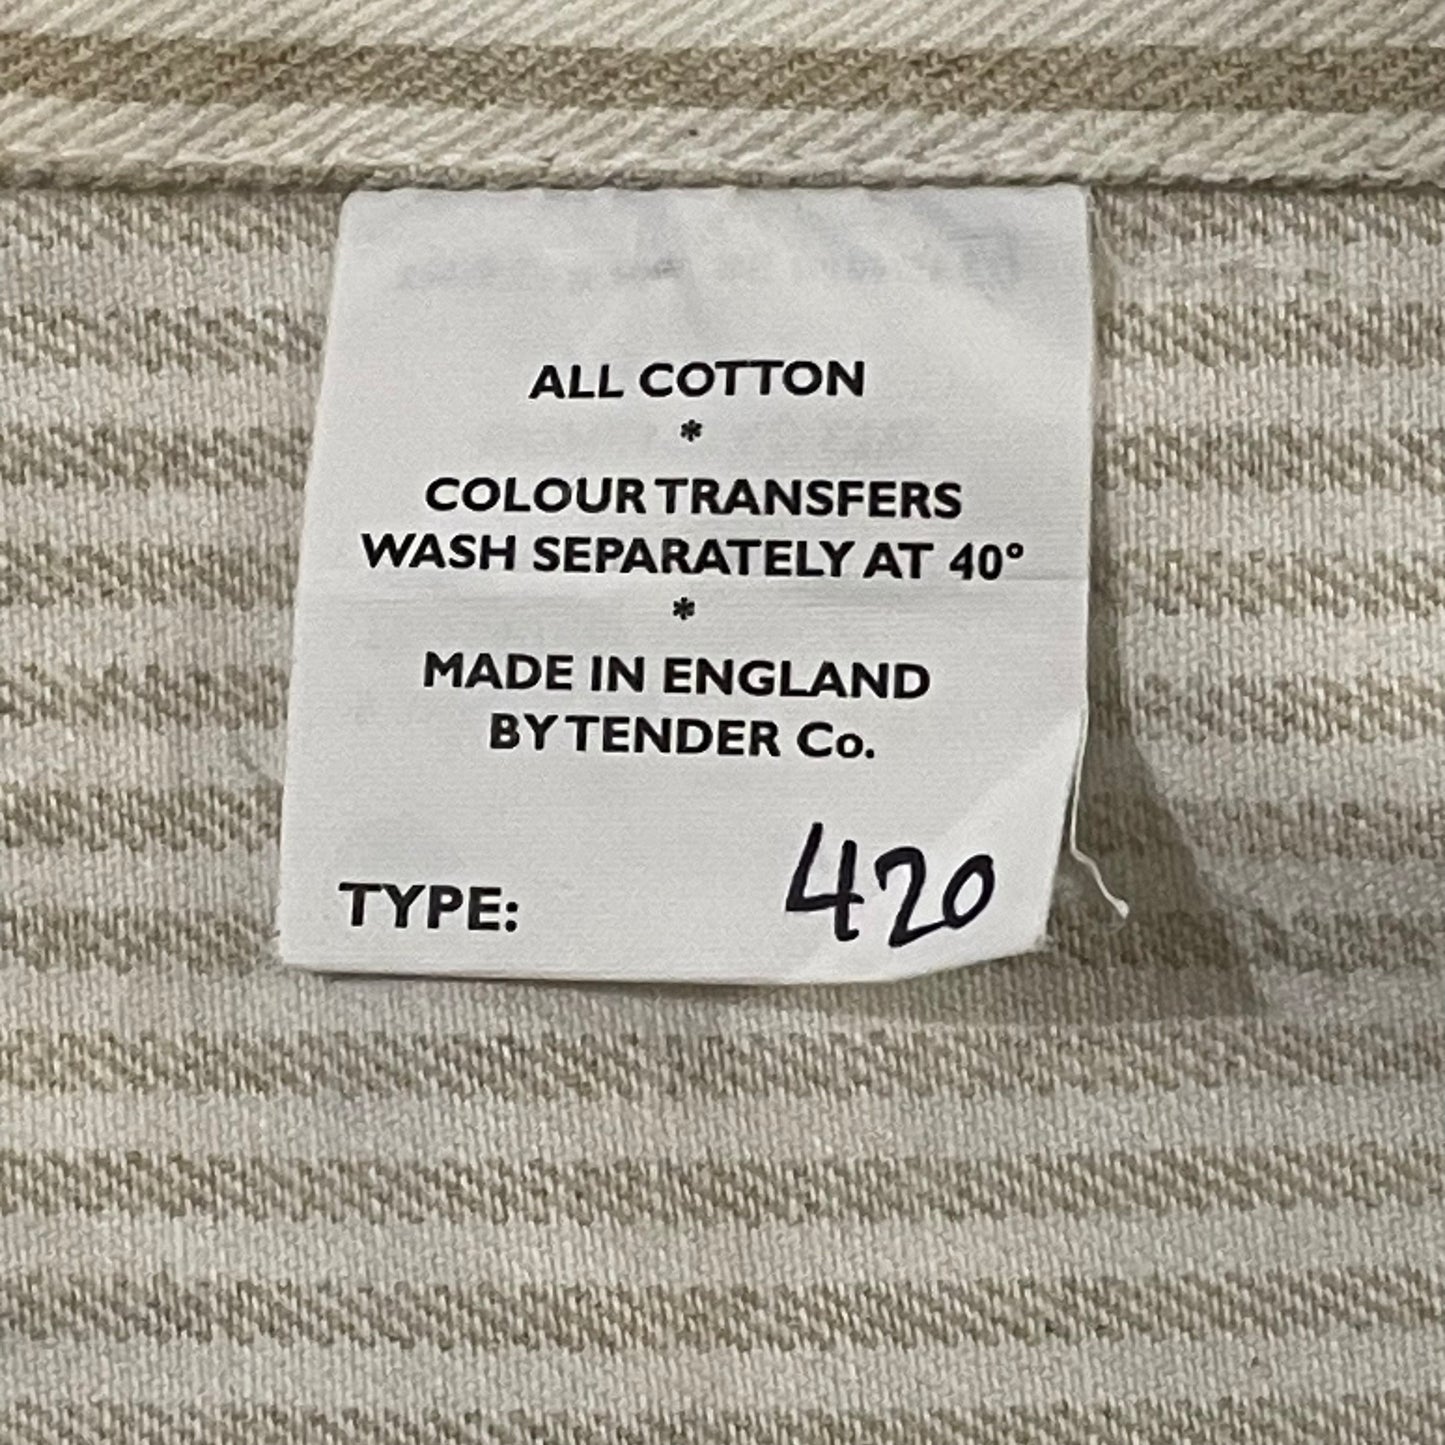 ALL COTTON
*
COLOUR TRANSFERS
WASH SEPARATELY AT 40°
*
MADE IN ENGLAND
BY TENDER Co.
TYPE: 420